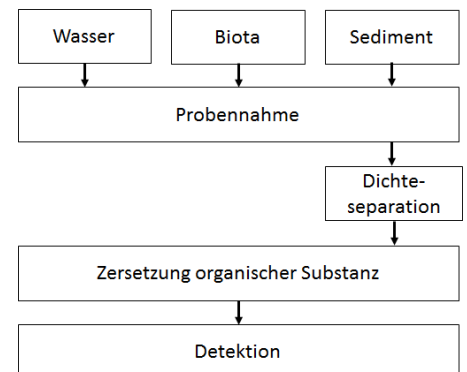 Wasser
Biota
Sediment
Probennahme
Dichte-
separation
Zersetzung organischer Substanz
Detektion